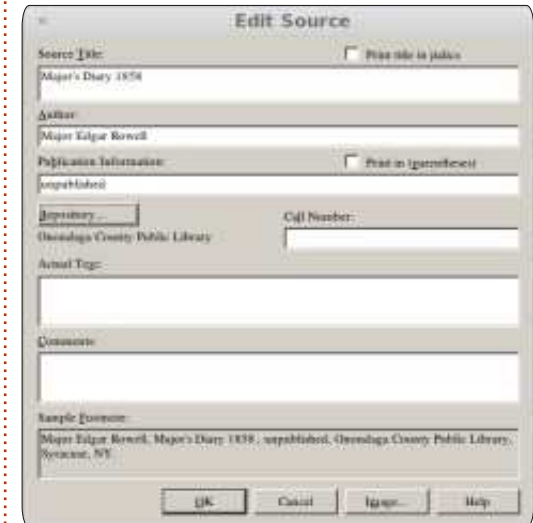 Edit Source
Source Title:
Print title in italics
Major's Diary 1858
Author:
Major Edgar Rowell
Publication Information:
Print in (parentheses)
unpublished
Repository...
Call Number:
Onondaga County Public Library
Actual Text:
Comments:
Sample Footnote:
Major Edgar Rowell, Major's Diary 1858, unpublished, Onondaga County Public Library,
Syracuse, NY.
OK
Cancel
Image...
Help